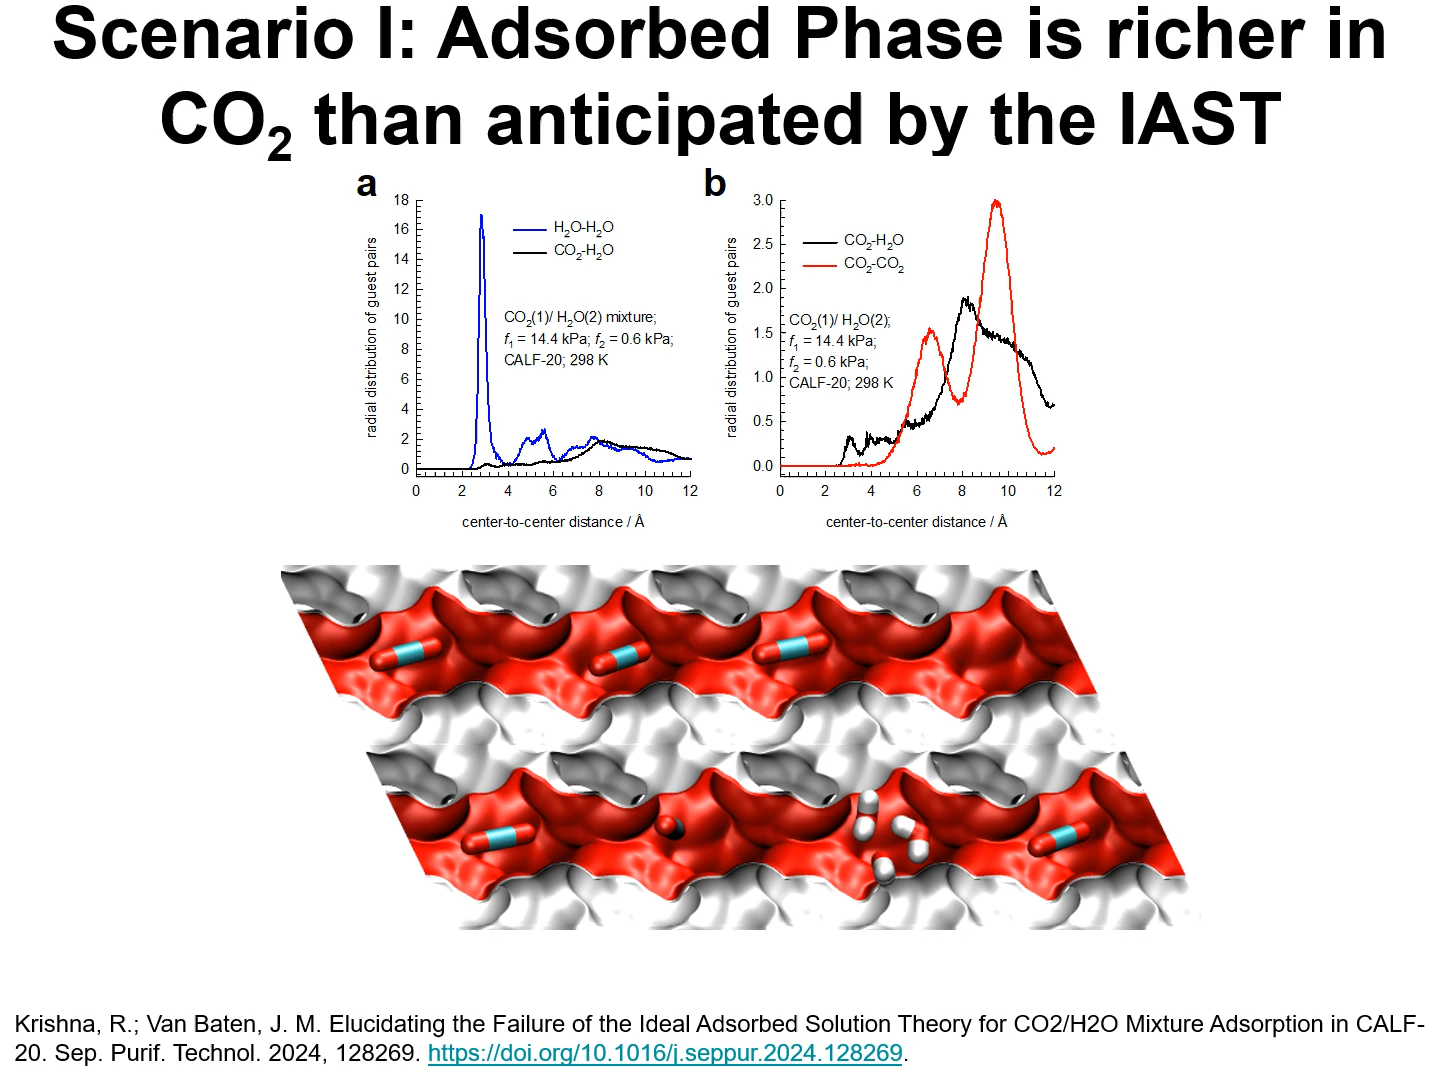 Scenario I: Adsorbed Phase is richer in
CO2 than anticipated by the IAST
a
18
16
14
12
10
8
6
4
2
0
radial distribution of guest pairs
H2O-H2O
CO2-H2O
CO2(1)/ H2O(2) mixture;
f1 = 14.4 kPa; f2 = 0.6 kPa;
CALF-20; 298 K
0 2 4 6 8 10 12
center-to-center distance / Å
b
3.0
2.5
2.0
1.5
1.0
0.5
0.0
radial distribution of guest pairs
CO2-H2O
CO2-CO2
CO2(1)/ H2O(2);
f1 = 14.4 kPa;
f2 = 0.6 kPa;
CALF-20; 298 K
0 2 4 6 8 10 12
center-to-center distance / Å
Krishna, R.; Van Baten, J. M. Elucidating the Failure of the Ideal Adsorbed Solution Theory for CO2/H2O Mixture Adsorption in CALF-
20. Sep. Purif. Technol. 2024, 128269. https://doi.org/10.1016/j.seppur.2024.128269.